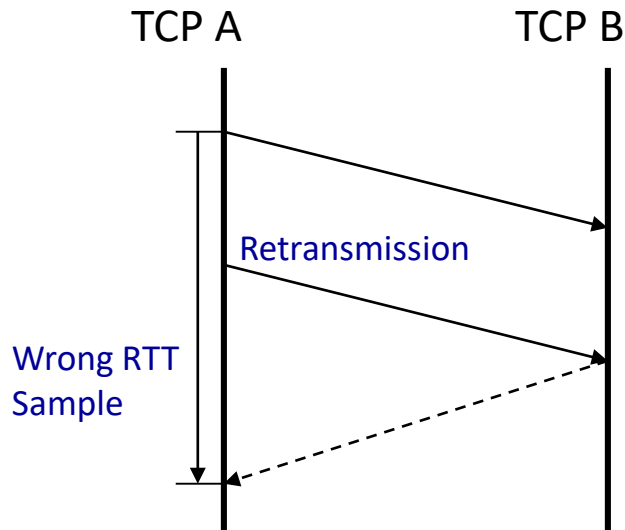 TCP A
TCP B
Retransmission
Wrong RTT
Sample